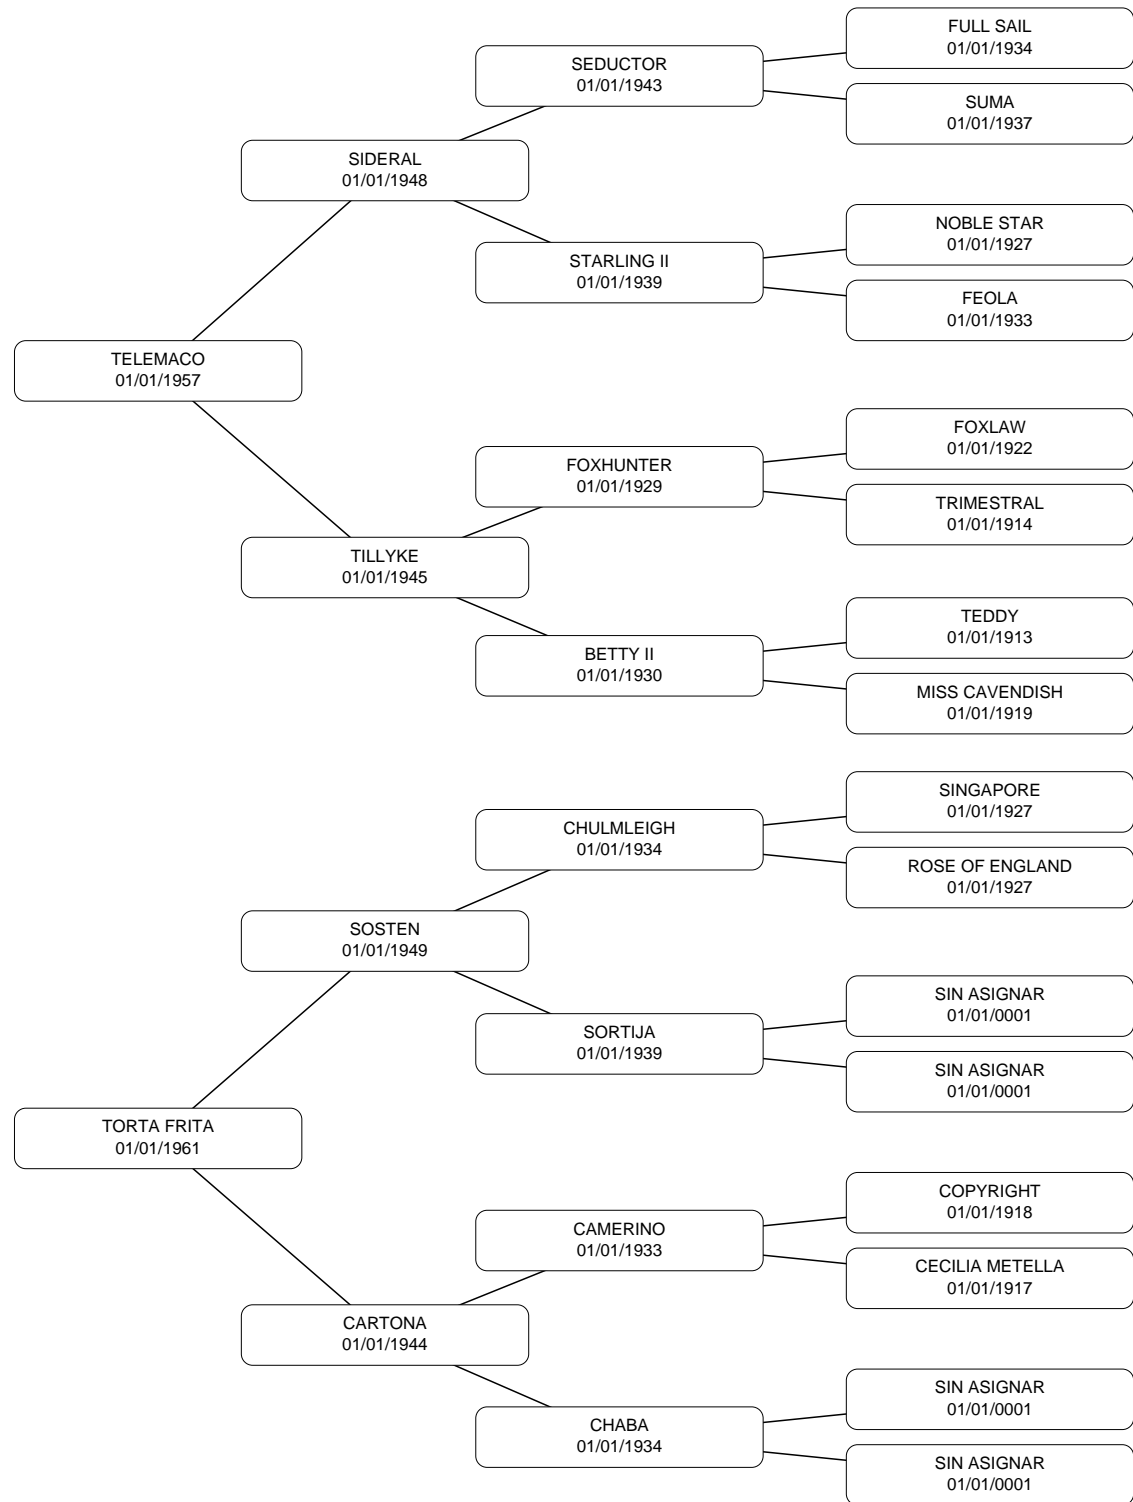 FULL SAIL
01/01/1934
SEDUCTOR
01/01/1943
SUMA
01/01/1937
SIDERAL
01/01/1948
NOBLE STAR
01/01/1927
STARLING II
01/01/1939
FEOLA
01/01/1933
TELEMACO
01/01/1957
FOXLAW
01/01/1922
FOXHUNTER
01/01/1929
TRIMESTRAL
01/01/1914
TILLYKE
01/01/1945
TEDDY
01/01/1913
BETTY II
01/01/1930
MISS CAVENDISH
01/01/1919
SINGAPORE
01/01/1927
CHULMLEIGH
01/01/1934
ROSE OF ENGLAND
01/01/1927
SOSTEN
01/01/1949
SIN ASIGNAR
01/01/0001
SORTIJA
01/01/1939
SIN ASIGNAR
01/01/0001
TORTA FRITA
01/01/1961
COPYRIGHT
01/01/1918
CAMERINO
01/01/1933
CECILIA METELLA
01/01/1917
CARTONA
01/01/1944
SIN ASIGNAR
01/01/0001
CHABA
01/01/1934
SIN ASIGNAR
01/01/0001